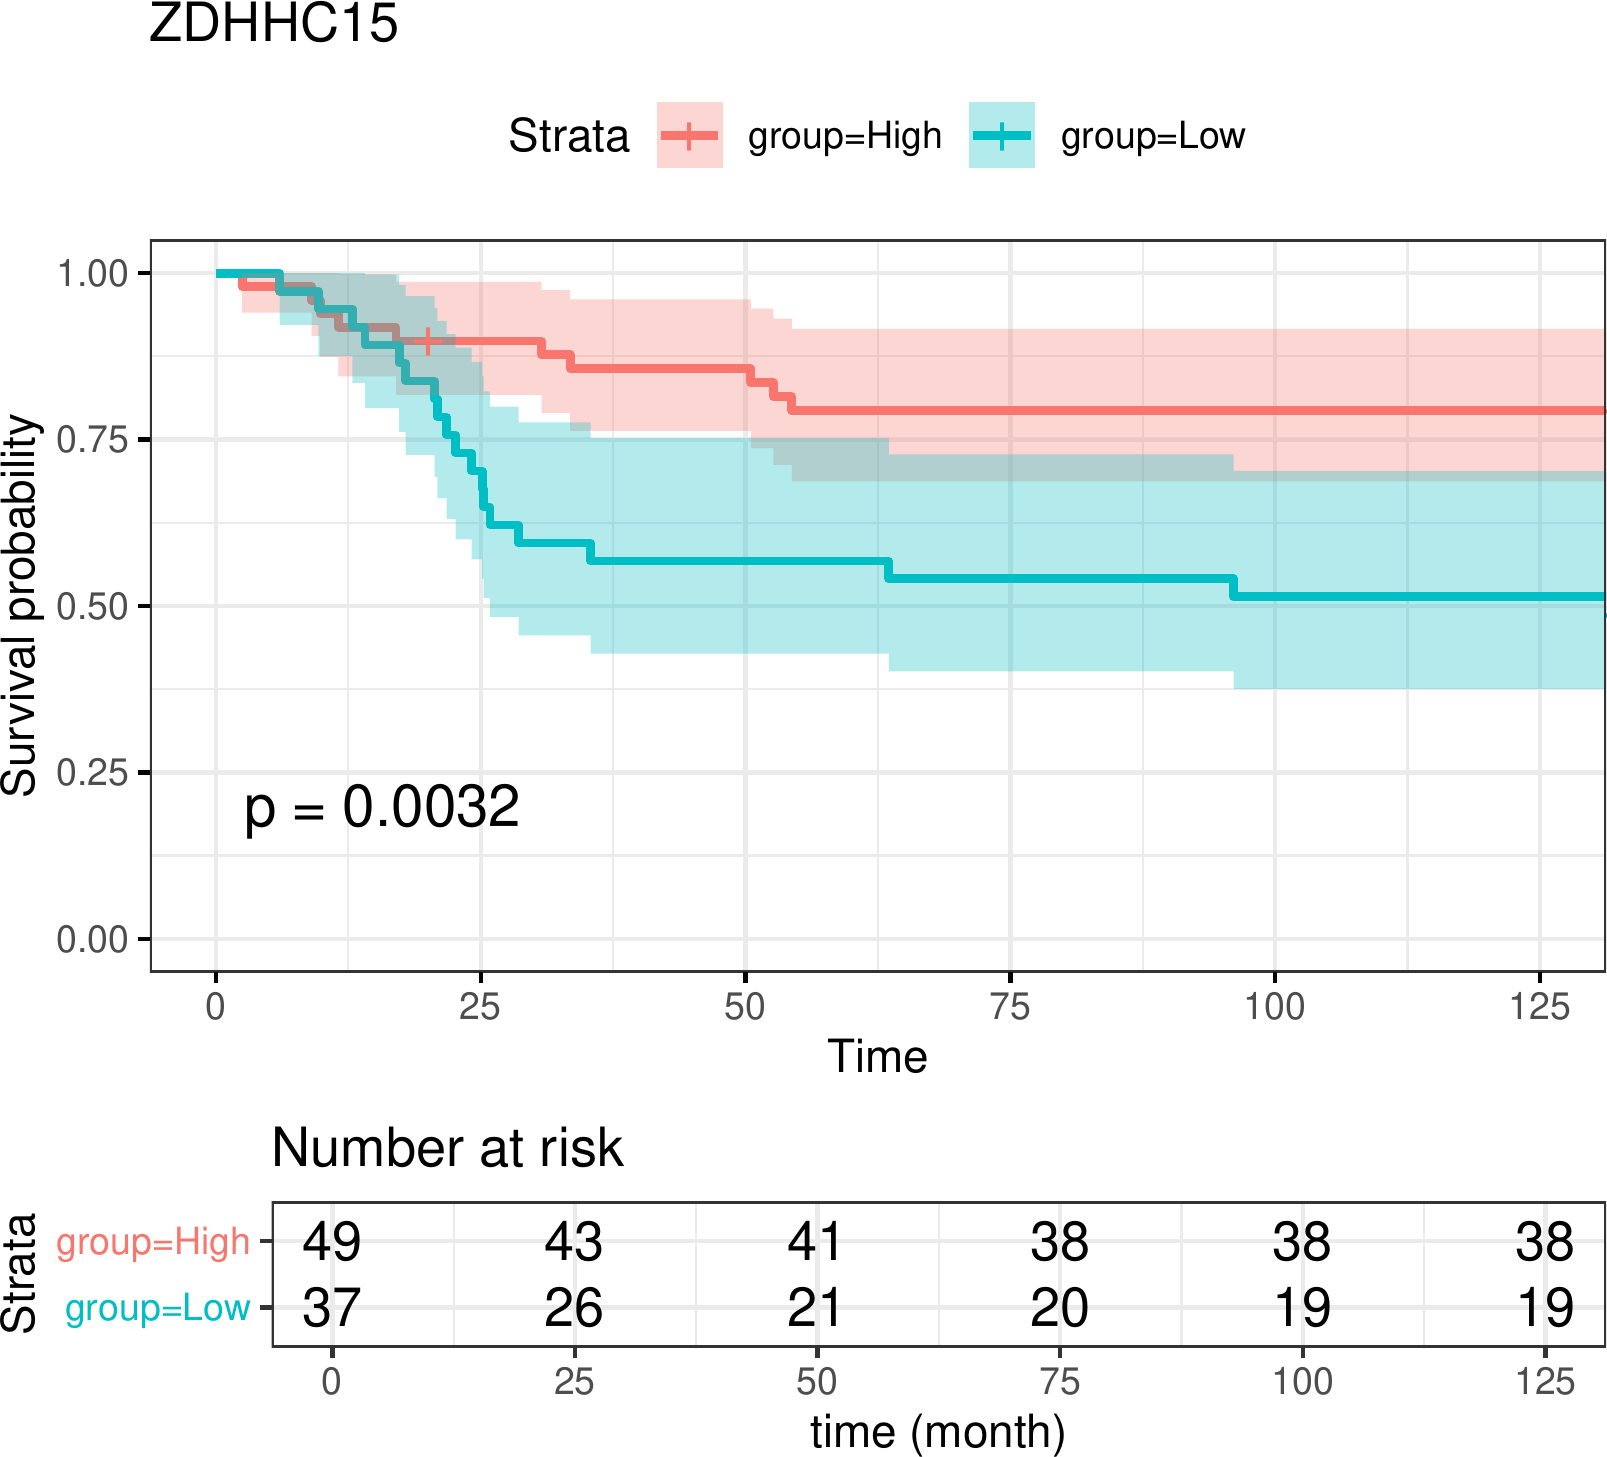 ZDHHC15
Strata group=High group=Low
Survival probability
1.00
0.75
0.50
0.25
0.00
p = 0.0032
0 25 50 75 100 125
Time
Number at risk
Strata
group=High 49 43 41 38 38 38
group=Low 37 26 21 20 19 19
0 25 50 75 100 125
time (month)